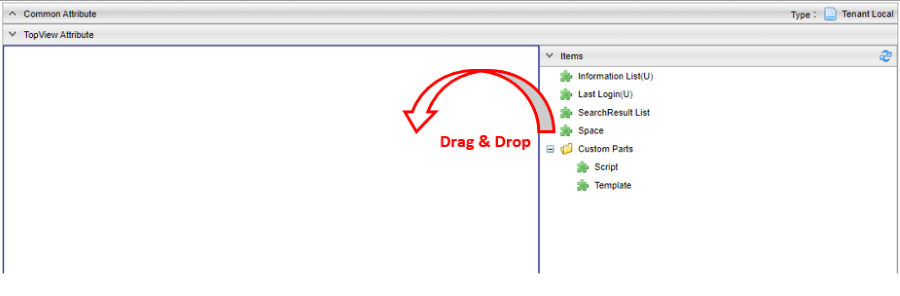 Common Attribute
Type : Tenant Local
TopView Attribute
Items
Information List(U)
Last Login(U)
SearchResult List
Space
Drag & Drop
Custom Parts
Script
Template